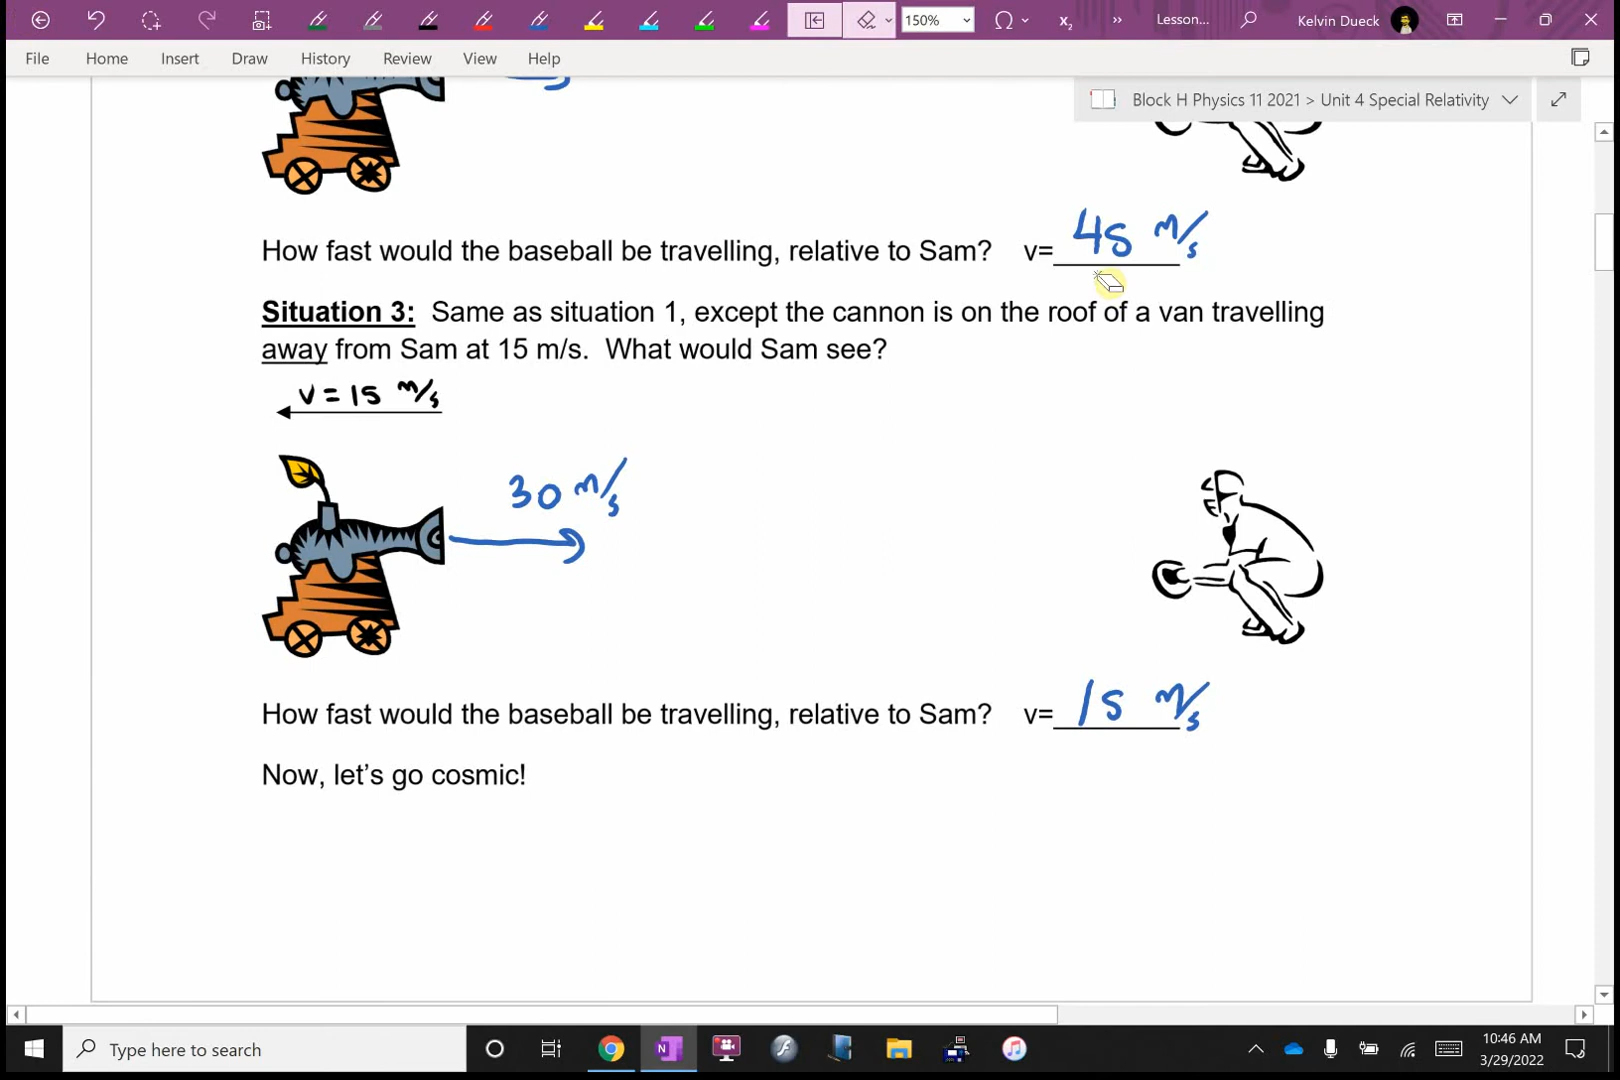 150%
Lesson...
Kelvin Dueck
File Home Insert Draw History Review View Help
Block H Physics 11 2021 > Unit 4 Special Relativity
How fast would the baseball be travelling, relative to Sam? v= 45 m/s
Situation 3: Same as situation 1, except the cannon is on the roof of a van travelling
away from Sam at 15 m/s. What would Sam see?
v = 15 m/s
30 m/s
How fast would the baseball be travelling, relative to Sam? v= 15 m/s
Now, let's go cosmic!
Type here to search
10:46 AM
3/29/2022